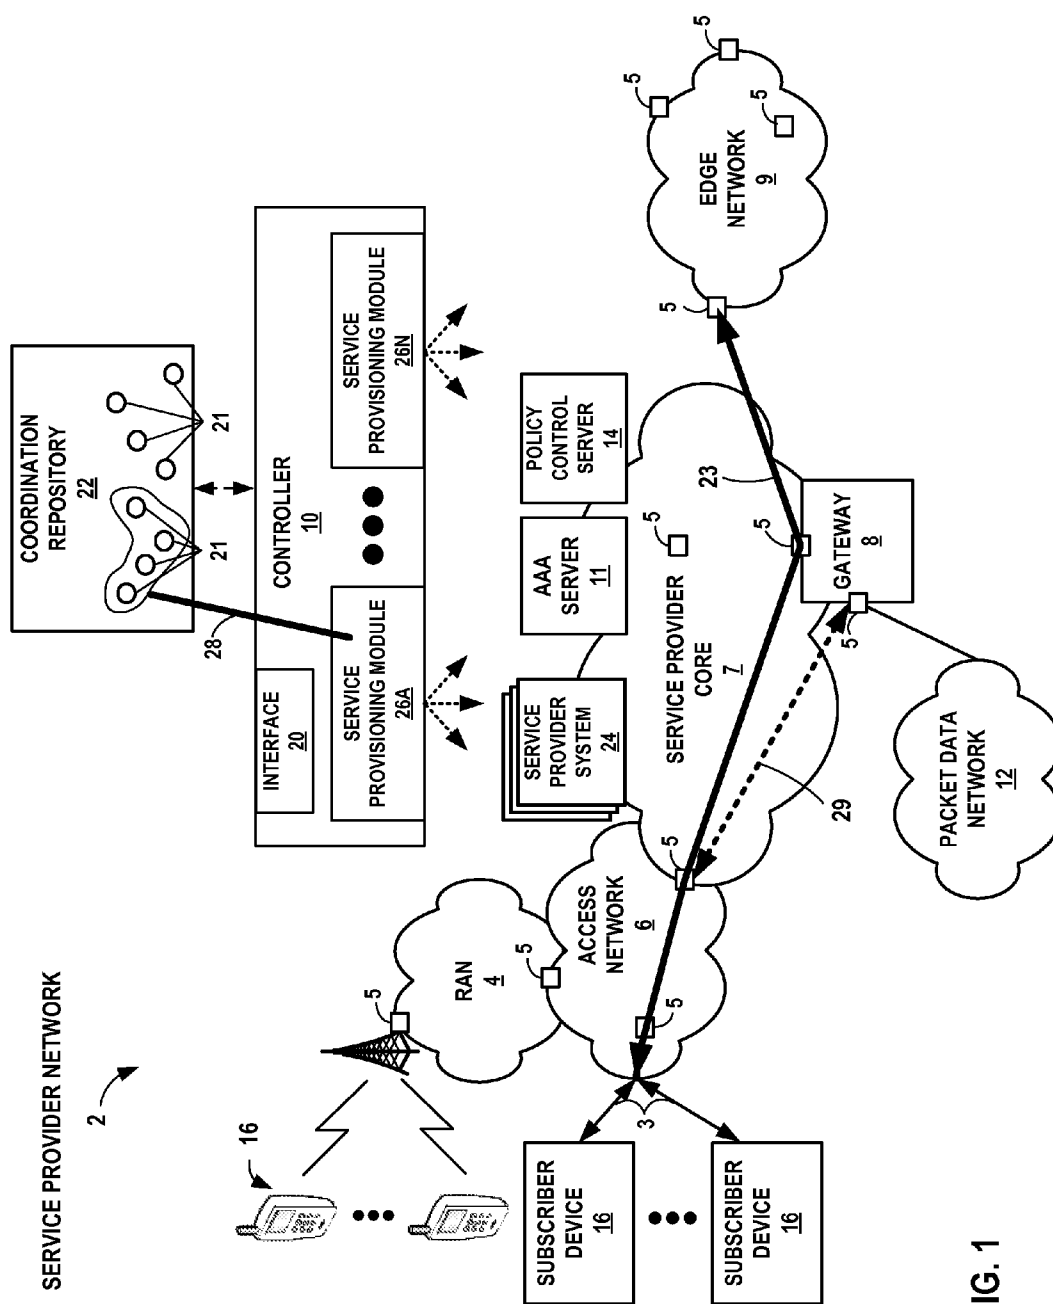 SERVICE PROVIDER NETWORK
2
COORDINATION
REPOSITORY
22
21
21
28
CONTROLLER
10
INTERFACE
20
SERVICE
PROVISIONING MODULE
26A
SERVICE
PROVISIONING MODULE
26N
16
5
RAN
4
5
SERVICE
PROVIDER
SYSTEM
24
AAA
SERVER
11
POLICY
CONTROL
SERVER
14
5
5
5
EDGE
NETWORK
9
5
SUBSCRIBER
DEVICE
16
SUBSCRIBER
DEVICE
16
3
5
ACCESS
NETWORK
6
5
SERVICE PROVIDER
CORE
7
5
23
5
GATEWAY
8
5
29
PACKET DATA
NETWORK
12
IG. 1